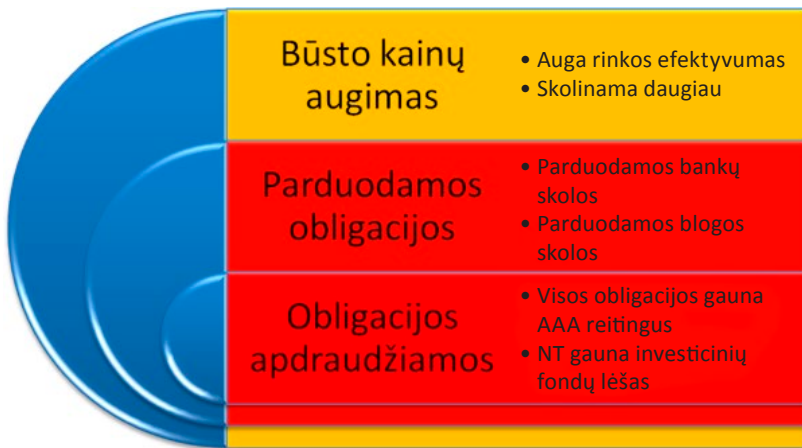 Būsto kainų
augimas
• Auga rinkos efektyvumas
• Skolinama daugiau
Parduodamos
obligacijos
• Parduodamos bankų
skolos
• Parduodamos blogos
skolos
Obligacijos
apdraudžiamos
• Visos obligacijos gauna
AAA reitingus
• NT gauna investicinių
fondų lėšas